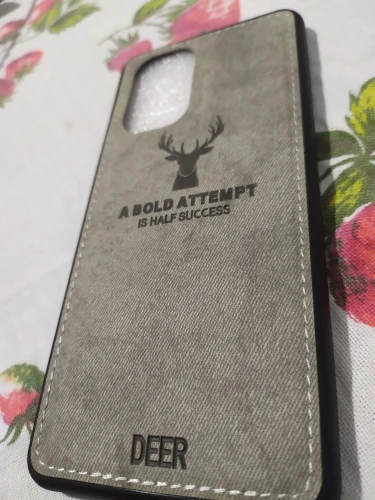 A BOLD ATTEMPT
IS HALF SUCCESS
DEER